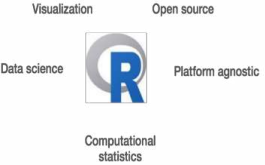 Visualization
Open source
Data science
R
Platform agnostic
Computational
statistics